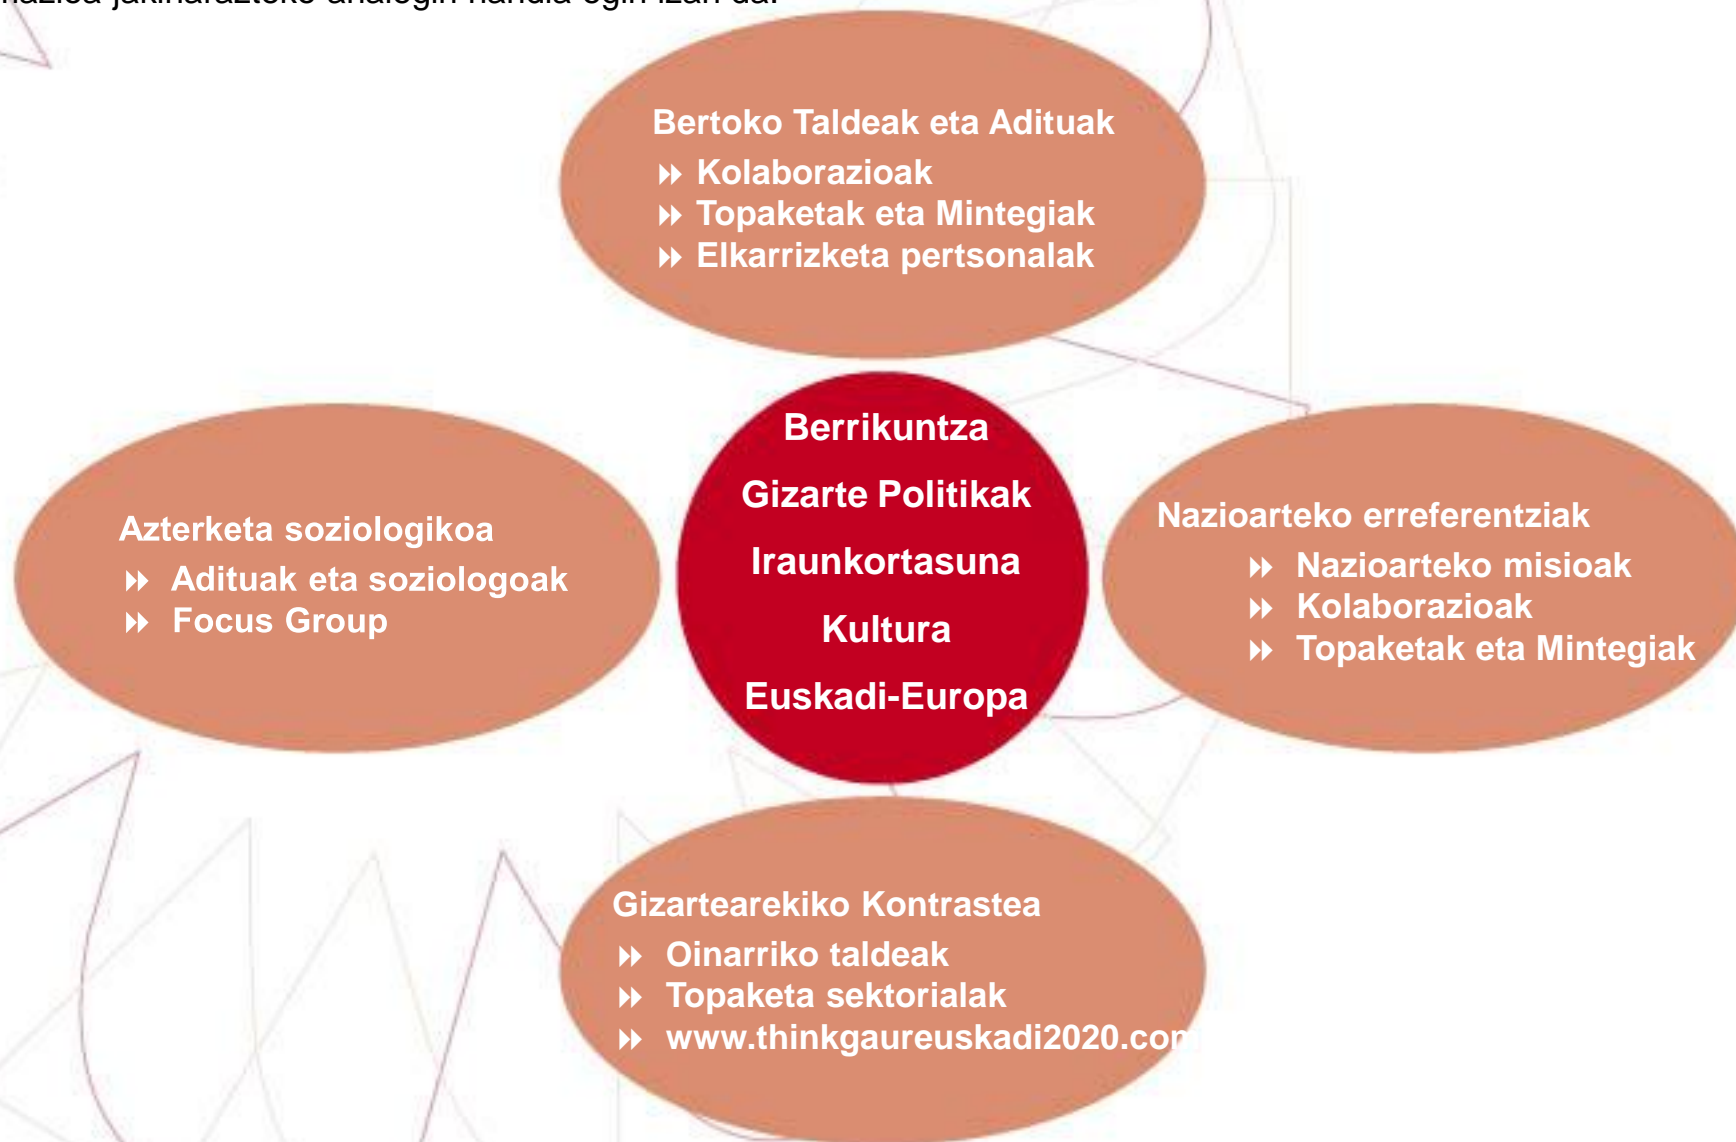 Bertoko Taldeak eta Adituak
Kolaborazioak
Topaketak eta Mintegiak
Elkarrizketa pertsonalak
Berrikuntza
Gizarte Politikak
Iraunkortasuna
Kultura
Euskadi-Europa
Azterketa soziologikoa
Adituak eta soziologoak
Focus Group
Nazioarteko erreferentziak
Nazioarteko misioak
Kolaborazioak
Topaketak eta Mintegiak
Gizartearekiko Kontrastea
Oinarriko taldeak
Topaketa sektorialak
www.thinkgaureuskadi2020.com